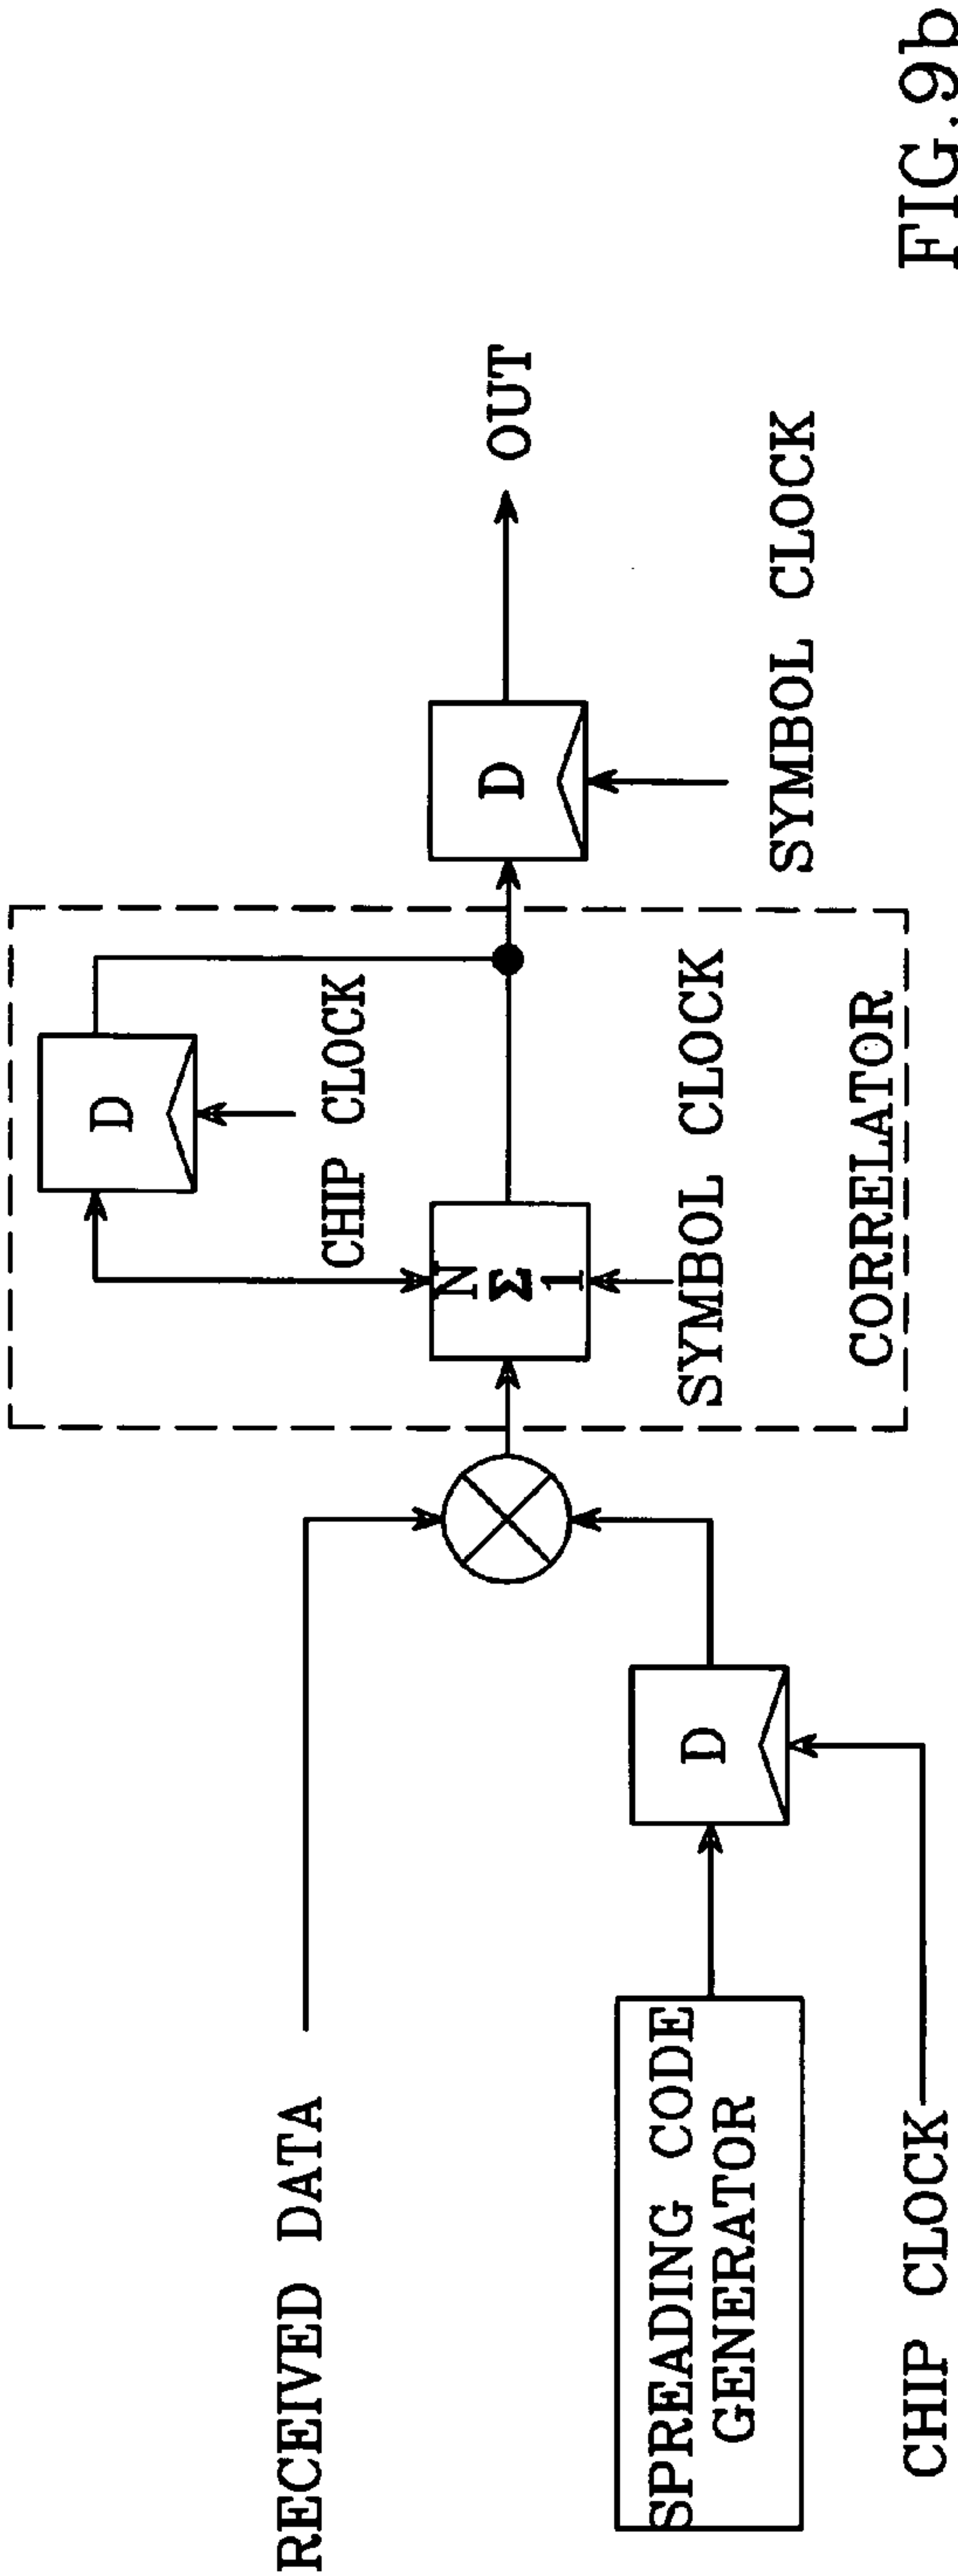 RECEIVED DATA
SPREADING CODE
GENERATOR
CHIP CLOCK
D
N
Σ
1
SYMBOL CLOCK
D
CHIP CLOCK
CORRELATOR
D
SYMBOL CLOCK
OUT
FIG.9b